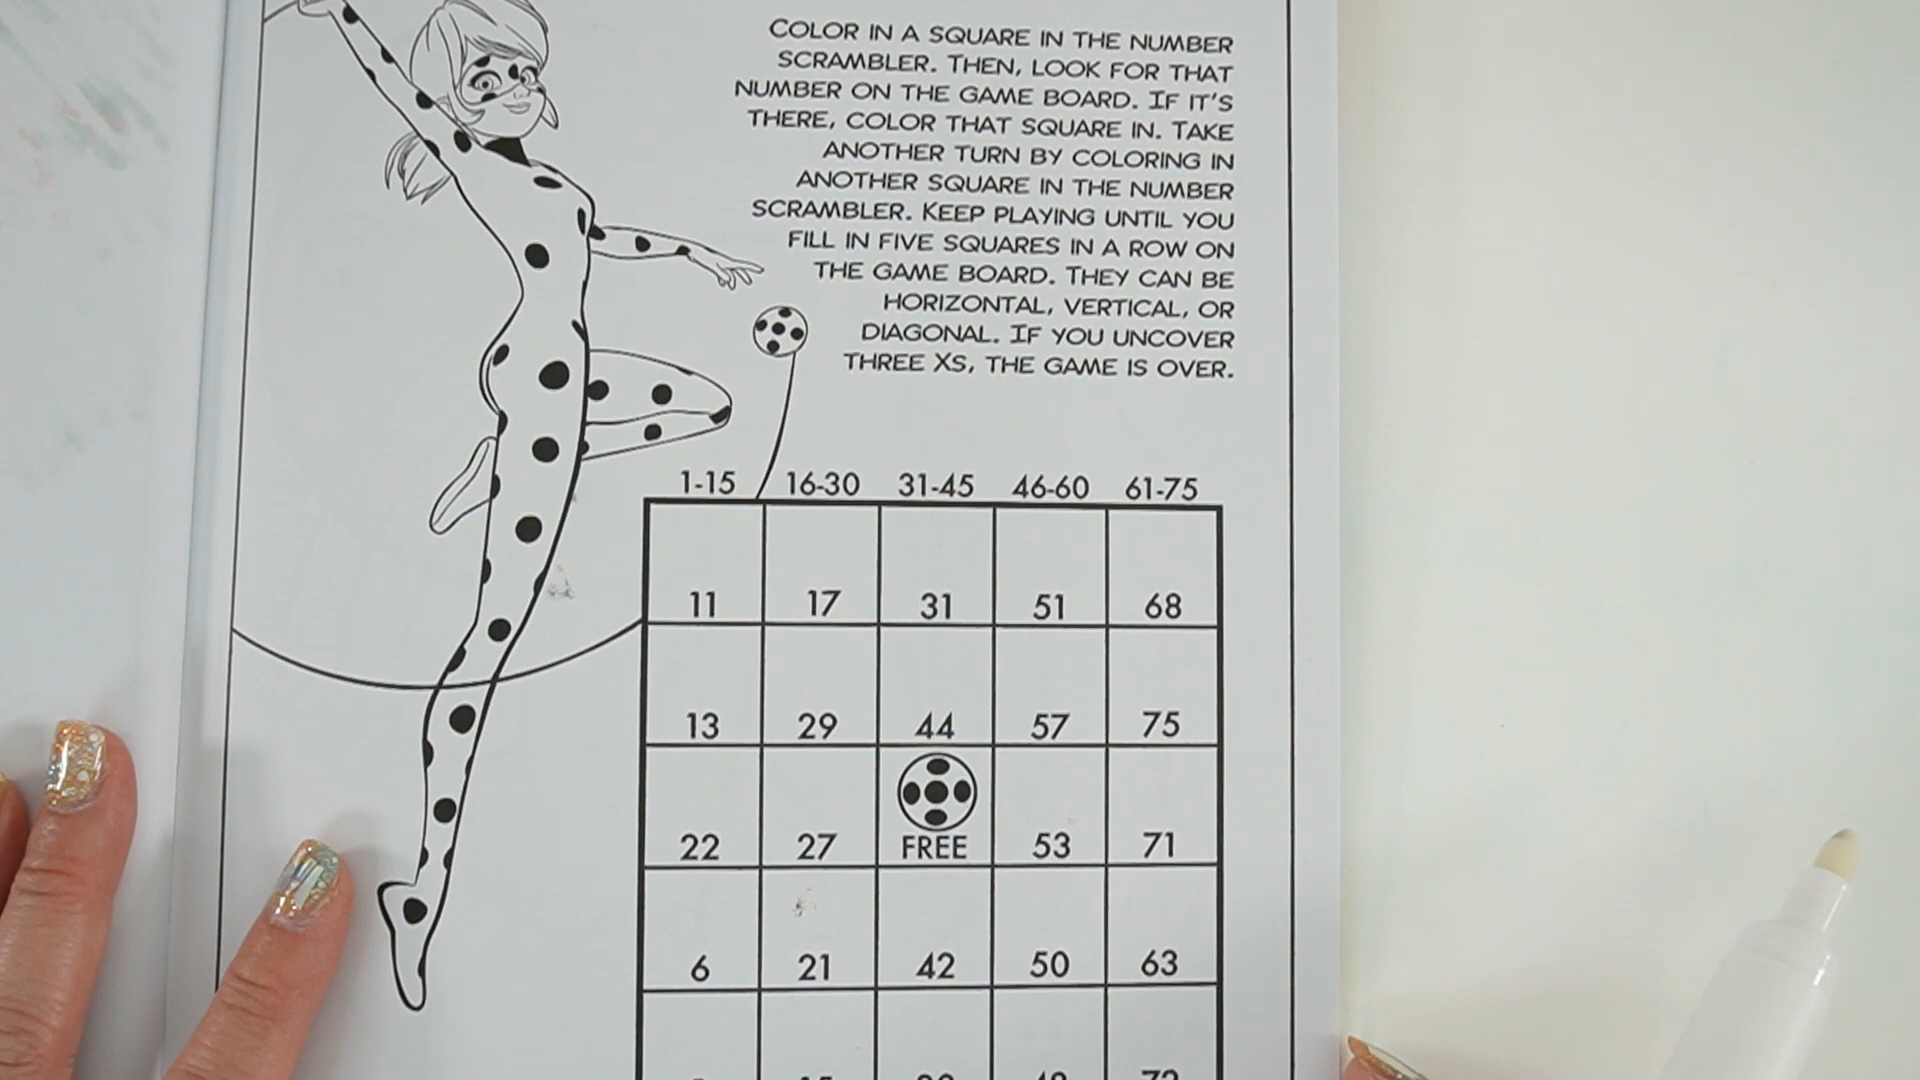 COLOR IN A SQUARE IN THE NUMBER
SCRAMBLER. THEN, LOOK FOR THAT
NUMBER ON THE GAME BOARD. IF IT'S
THERE, COLOR THAT SQUARE IN. TAKE
ANOTHER TURN BY COLORING IN
ANOTHER SQUARE IN THE NUMBER
SCRAMBLER. KEEP PLAYING UNTIL YOU
FILL IN FIVE SQUARES IN A ROW ON
THE GAME BOARD. THEY CAN BE
HORIZONTAL, VERTICAL, OR
DIAGONAL. IF YOU UNCOVER
THREE XS, THE GAME IS OVER.
1-15 16-30 31-45 46-60 61-75
11 17 31 51 68
13 29 44 57 75
22 27 FREE 53 71
6 21 42 50 63